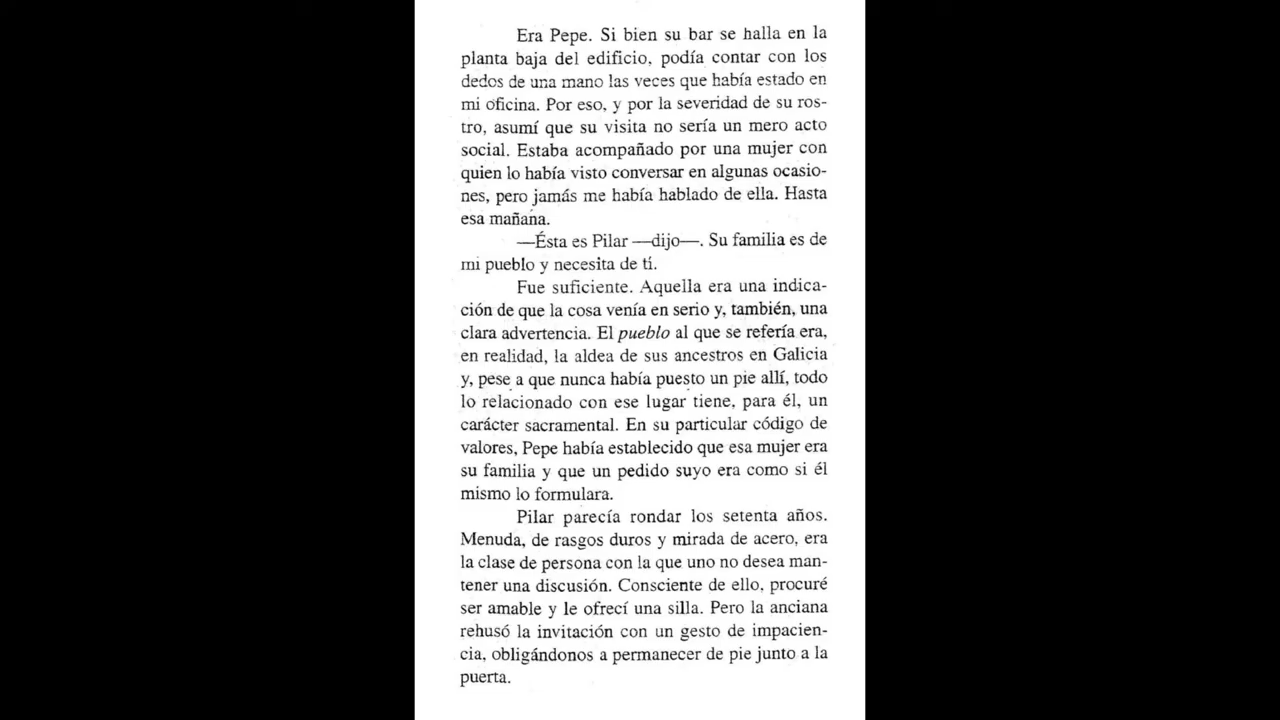 Era Pepe. Si bien su bar se halla en la
planta baja del edificio, podía contar con los
dedos de una mano las veces que había estado en
mi oficina. Por eso, y por la severidad de su ros-
tro, asumí que su visita no sería un mero acto
social. Estaba acompañado por una mujer con
quien lo había visto conversar en algunas ocasio-
nes, pero jamás me había hablado de ella. Hasta
esa mañana.
—Ésta es Pilar —dijo—. Su familia es de
mi pueblo y necesita de tí.
Fue suficiente. Aquella era una indica-
ción de que la cosa venía en serio y, también, una
clara advertencia. El pueblo al que se refería era,
en realidad, la aldea de sus ancestros en Galicia
y, pese a que nunca había puesto un pie allí, todo
lo relacionado con ese lugar tiene, para él, un
carácter sacramental. En su particular código de
valores, Pepe había establecido que esa mujer era
su familia y que un pedido suyo era como si él
mismo lo formulara.
Pilar parecía rondar los setenta años.
Menuda, de rasgos duros y mirada de acero, era
la clase de persona con la que uno no desea man-
tener una discusión. Consciente de ello, procuré
ser amable y le ofrecí una silla. Pero la anciana
rehusó la invitación con un gesto de impacien-
cia, obligándonos a permanecer de pie junto a la
puerta.